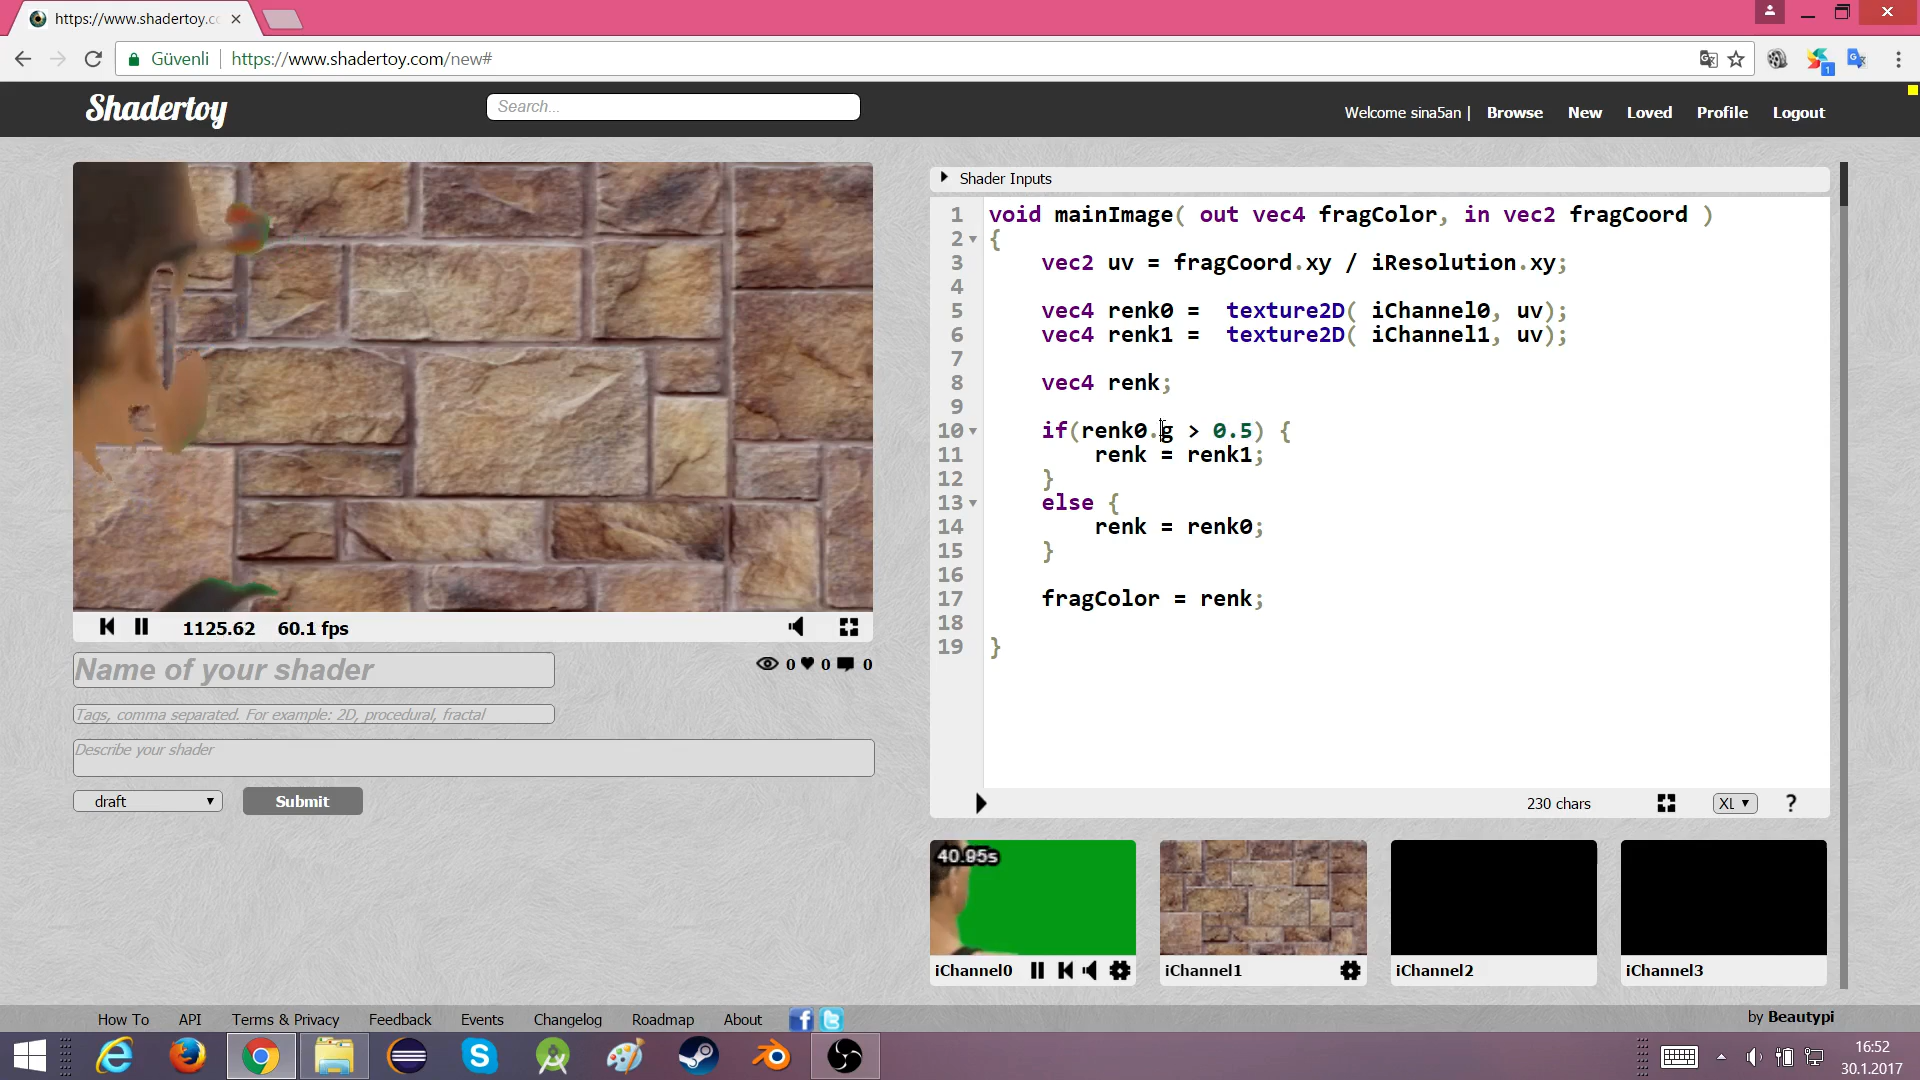 https://www.shadertoy.c
Güvenli https://www.shadertoy.com/new#
1
Shadertoy
Search...
Welcome sina5an | Browse New Loved Profile Logout
Shader Inputs
1 void mainImage( out vec4 fragColor, in vec2 fragCoord )
2 {
3 vec2 uv = fragCoord.xy / iResolution.xy;
4
5 vec4 renk0 = texture2D( iChannel0, uv);
6 vec4 renk1 = texture2D( iChannel1, uv);
7
8 vec4 renk;
9
10 if(renk0.g > 0.5) {
11 renk = renk1;
12 }
13 else {
14 renk = renk0;
15 }
16
17 fragColor = renk;
18
19 }
1125.62 60.1 fps
Name of your shader
0 0 0
Tags, comma separated. For example: 2D, procedural, fractal
Describe your shader
draft Submit
230 chars XL ?
40.95s
iChannel0 iChannel1 iChannel2 iChannel3
How To API Terms & Privacy Feedback Events Changelog Roadmap About
by Beautypi
16:52
30.1.2017